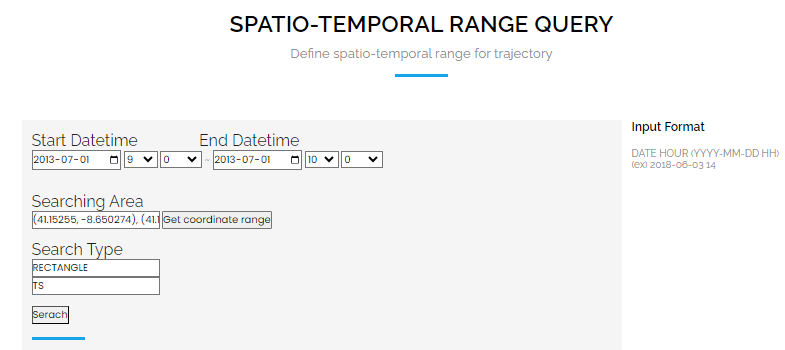 SPATIO-TEMPORAL RANGE QUERY
Define spatio-temporal range for trajectory
Start Datetime End Datetime
2013-07-01 9 0 ~ 2013-07-01 10 0
Input Format
DATE HOUR (YYYY-MM-DD HH)
(ex) 2018-06-03 14
Searching Area
(41.15255, -8.650274), (41.1 Get coordinate range
Search Type
RECTANGLE
TS
Serach